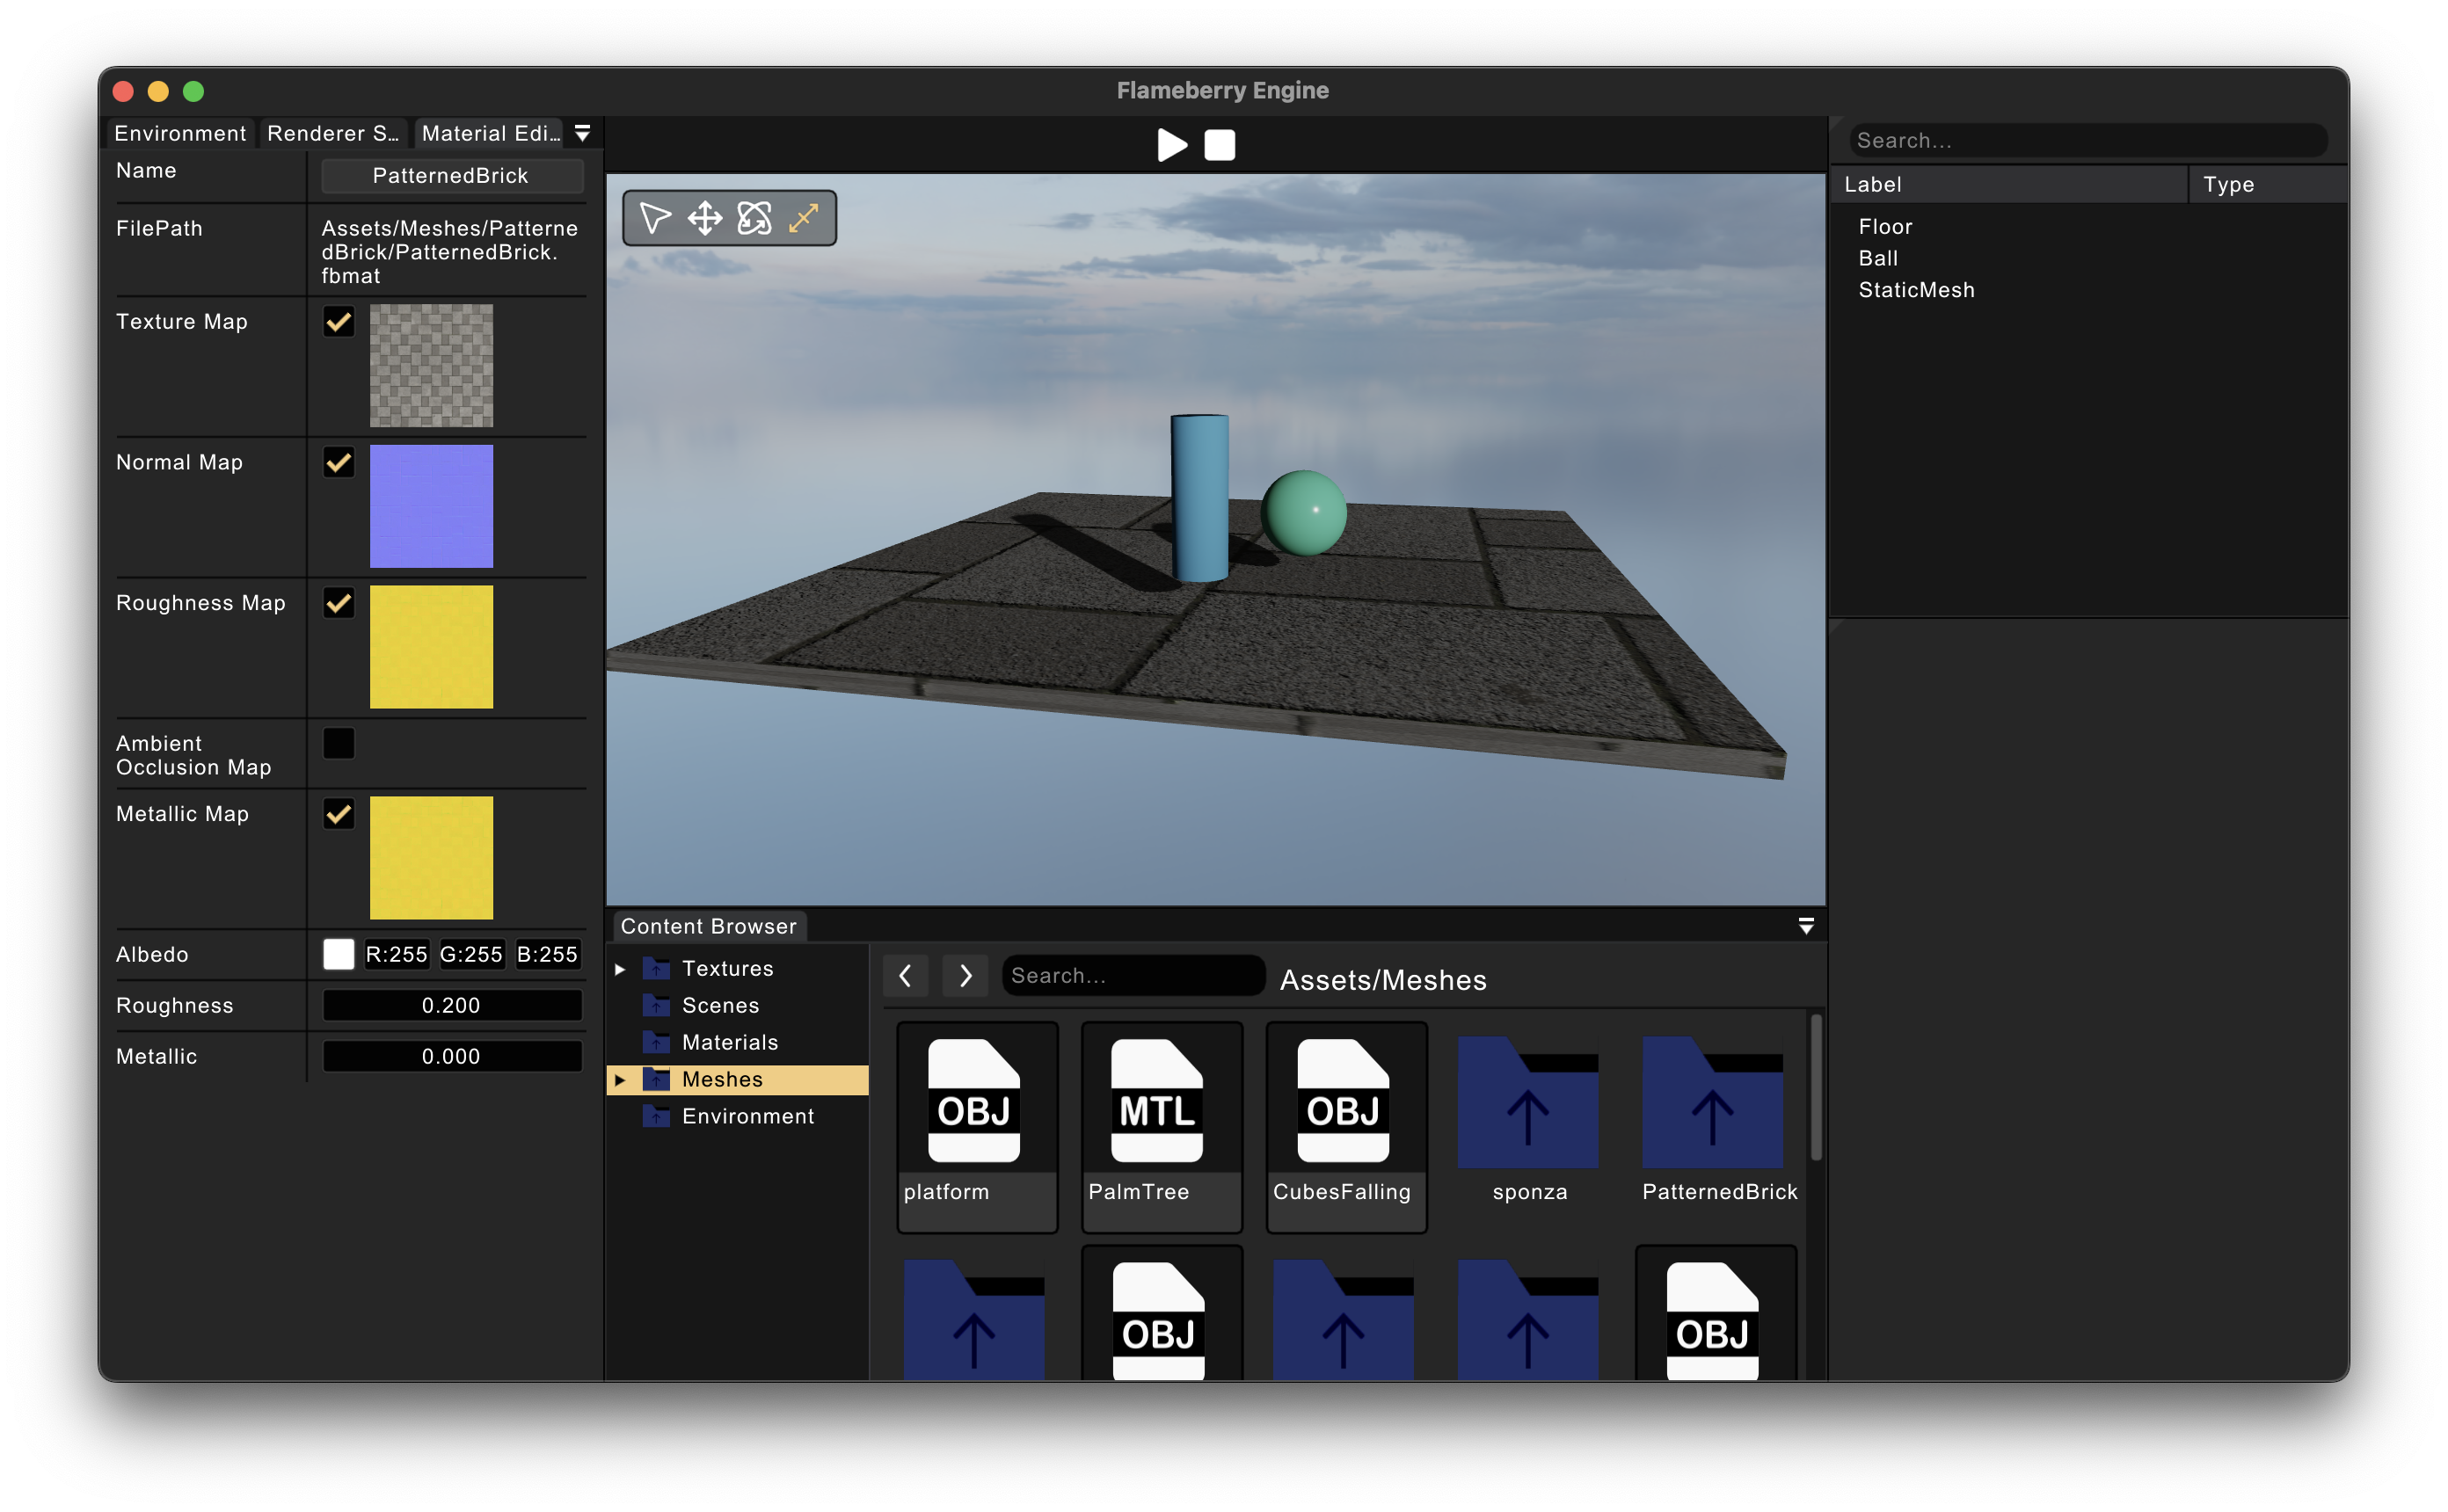 Flameberry Engine
Environment
Renderer S...
Material Edi...
Name
PatternedBrick
FilePath
Assets/Meshes/Patterne
dBrick/PatternedBrick.
fbmat
Texture Map
Normal Map
Roughness Map
Ambient
Occlusion Map
Metallic Map
Albedo
R:255
G:255
B:255
Roughness
0.200
Metallic
0.000
Content Browser
Textures
Scenes
Materials
Meshes
Environment
Search...
Assets/Meshes
OBJ
MTL
OBJ
platform
PalmTree
CubesFalling
sponza
PatternedBrick
OBJ
OBJ
Search...
Label
Type
Floor
Ball
StaticMesh